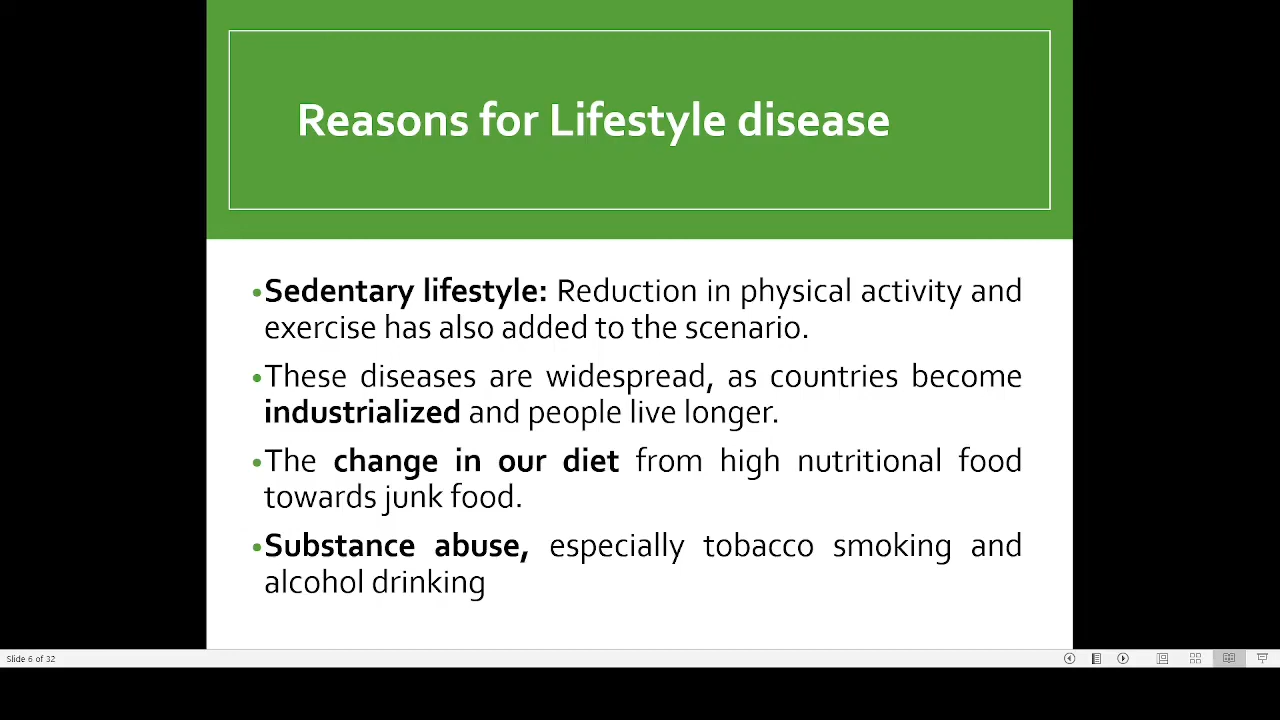 Reasons for Lifestyle disease
•Sedentary lifestyle: Reduction in physical activity and
exercise has also added to the scenario.
•These diseases are widespread, as countries become
industrialized and people live longer.
•The change in our diet from high nutritional food
towards junk food.
•Substance abuse, especially tobacco smoking and
alcohol drinking
Slide 6 of 32